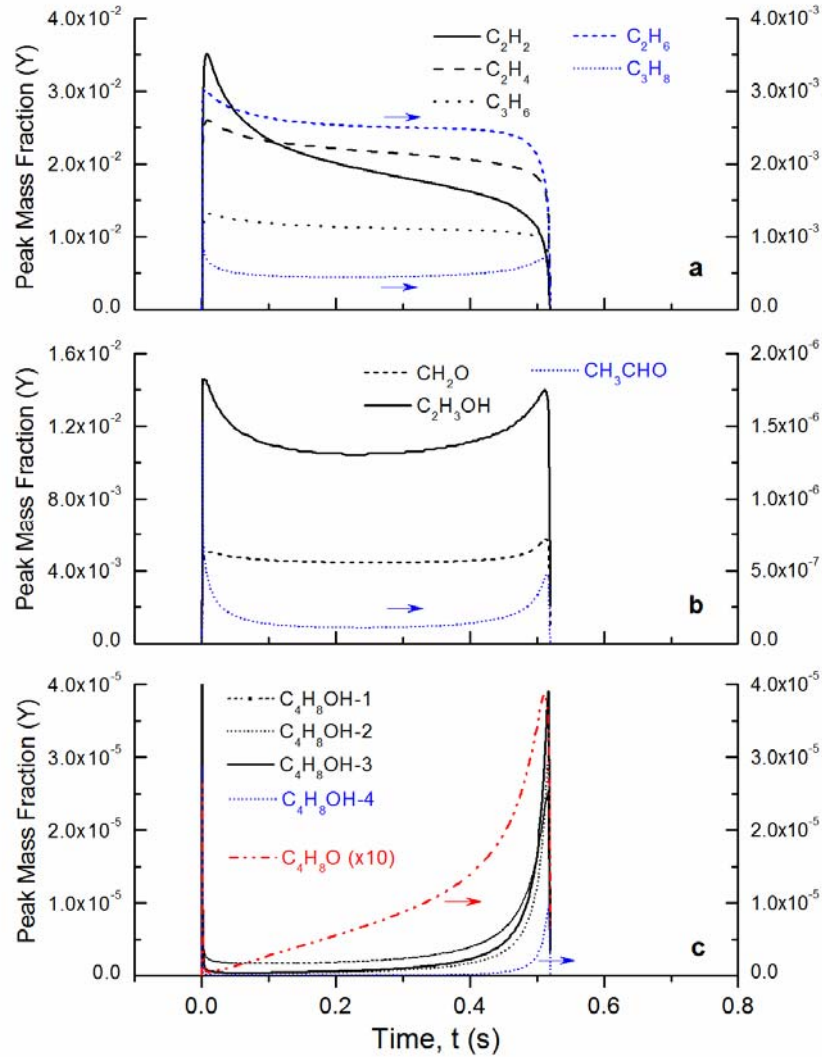 4.0x10⁻² 4.0x10⁻³
C₂H₂ C₂H₆
C₂H₄ C₃H₈
C₃H₆
3.0x10⁻² 3.0x10⁻³
2.0x10⁻² 2.0x10⁻³
1.0x10⁻² 1.0x10⁻³
a
0.0 0.0
Peak Mass Fraction (Y)
1.6x10⁻² 2.0x10⁻⁶
CH₂O CH₃CHO
C₂H₃OH
1.2x10⁻² 1.5x10⁻⁶
8.0x10⁻³ 1.0x10⁻⁶
4.0x10⁻³ 5.0x10⁻⁷
b
0.0 0.0
Peak Mass Fraction (Y)
4.0x10⁻⁵ 4.0x10⁻⁵
C₄H₈OH-1
C₄H₈OH-2
C₄H₈OH-3
C₄H₈OH-4
C₄H₈O (x10)
3.0x10⁻⁵ 3.0x10⁻⁵
2.0x10⁻⁵ 2.0x10⁻⁵
1.0x10⁻⁵ 1.0x10⁻⁵
c
0.0 0.0
Peak Mass Fraction (Y)
0.0 0.2 0.4 0.6 0.8
Time, t (s)